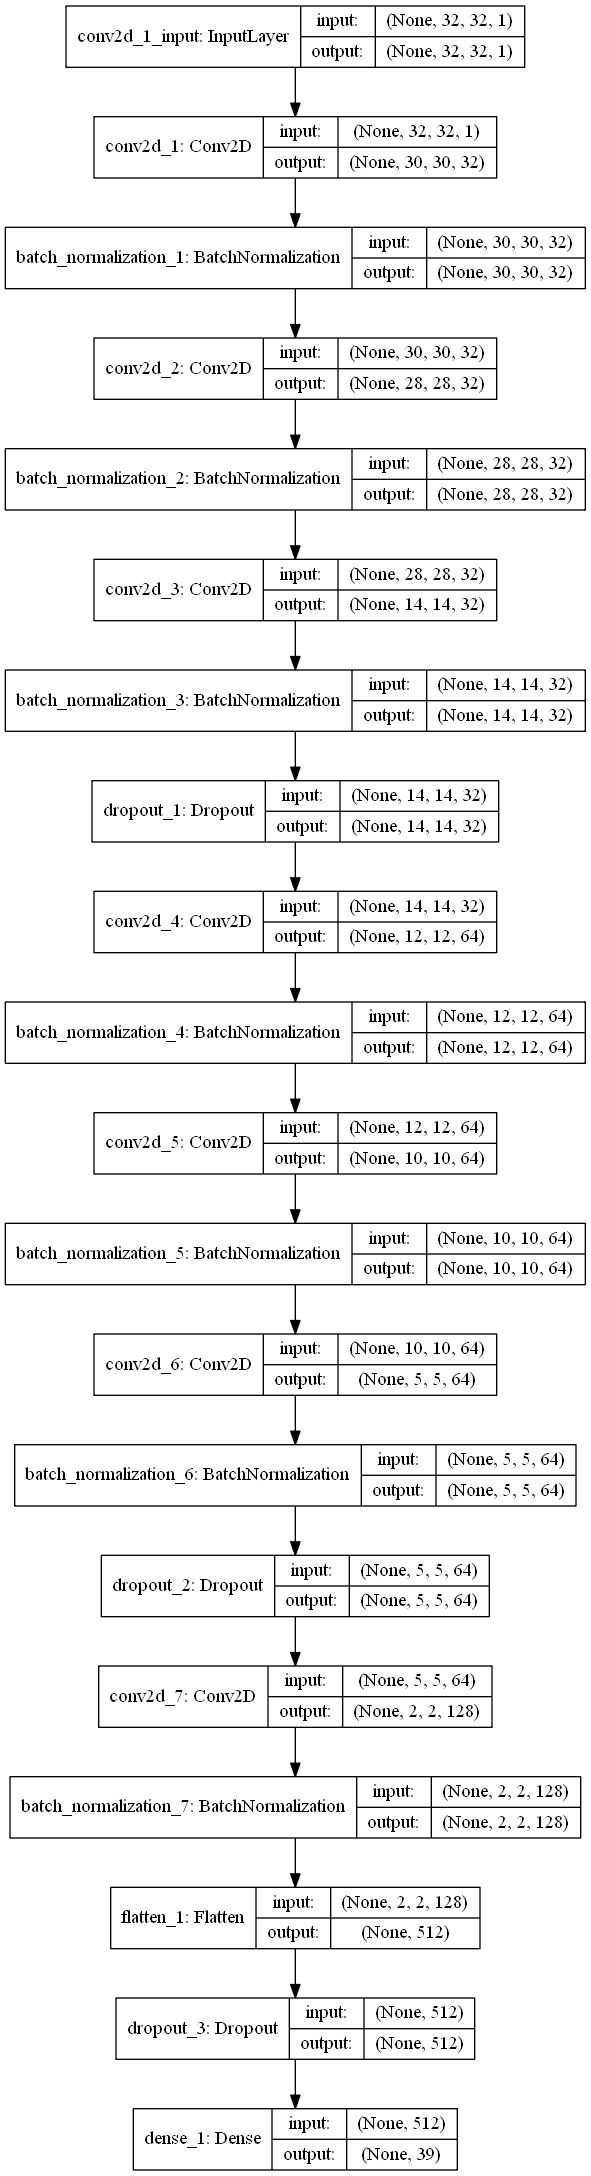 conv2d_1_input: InputLayer
input: (None, 32, 32, 1)
output: (None, 32, 32, 1)
conv2d_1: Conv2D
input: (None, 32, 32, 1)
output: (None, 30, 30, 32)
batch_normalization_1: BatchNormalization
input: (None, 30, 30, 32)
output: (None, 30, 30, 32)
conv2d_2: Conv2D
input: (None, 30, 30, 32)
output: (None, 28, 28, 32)
batch_normalization_2: BatchNormalization
input: (None, 28, 28, 32)
output: (None, 28, 28, 32)
conv2d_3: Conv2D
input: (None, 28, 28, 32)
output: (None, 14, 14, 32)
batch_normalization_3: BatchNormalization
input: (None, 14, 14, 32)
output: (None, 14, 14, 32)
dropout_1: Dropout
input: (None, 14, 14, 32)
output: (None, 14, 14, 32)
conv2d_4: Conv2D
input: (None, 14, 14, 32)
output: (None, 12, 12, 64)
batch_normalization_4: BatchNormalization
input: (None, 12, 12, 64)
output: (None, 12, 12, 64)
conv2d_5: Conv2D
input: (None, 12, 12, 64)
output: (None, 10, 10, 64)
batch_normalization_5: BatchNormalization
input: (None, 10, 10, 64)
output: (None, 10, 10, 64)
conv2d_6: Conv2D
input: (None, 10, 10, 64)
output: (None, 5, 5, 64)
batch_normalization_6: BatchNormalization
input: (None, 5, 5, 64)
output: (None, 5, 5, 64)
dropout_2: Dropout
input: (None, 5, 5, 64)
output: (None, 5, 5, 64)
conv2d_7: Conv2D
input: (None, 5, 5, 64)
output: (None, 2, 2, 128)
batch_normalization_7: BatchNormalization
input: (None, 2, 2, 128)
output: (None, 2, 2, 128)
flatten_1: Flatten
input: (None, 2, 2, 128)
output: (None, 512)
dropout_3: Dropout
input: (None, 512)
output: (None, 512)
dense_1: Dense
input: (None, 512)
output: (None, 39)